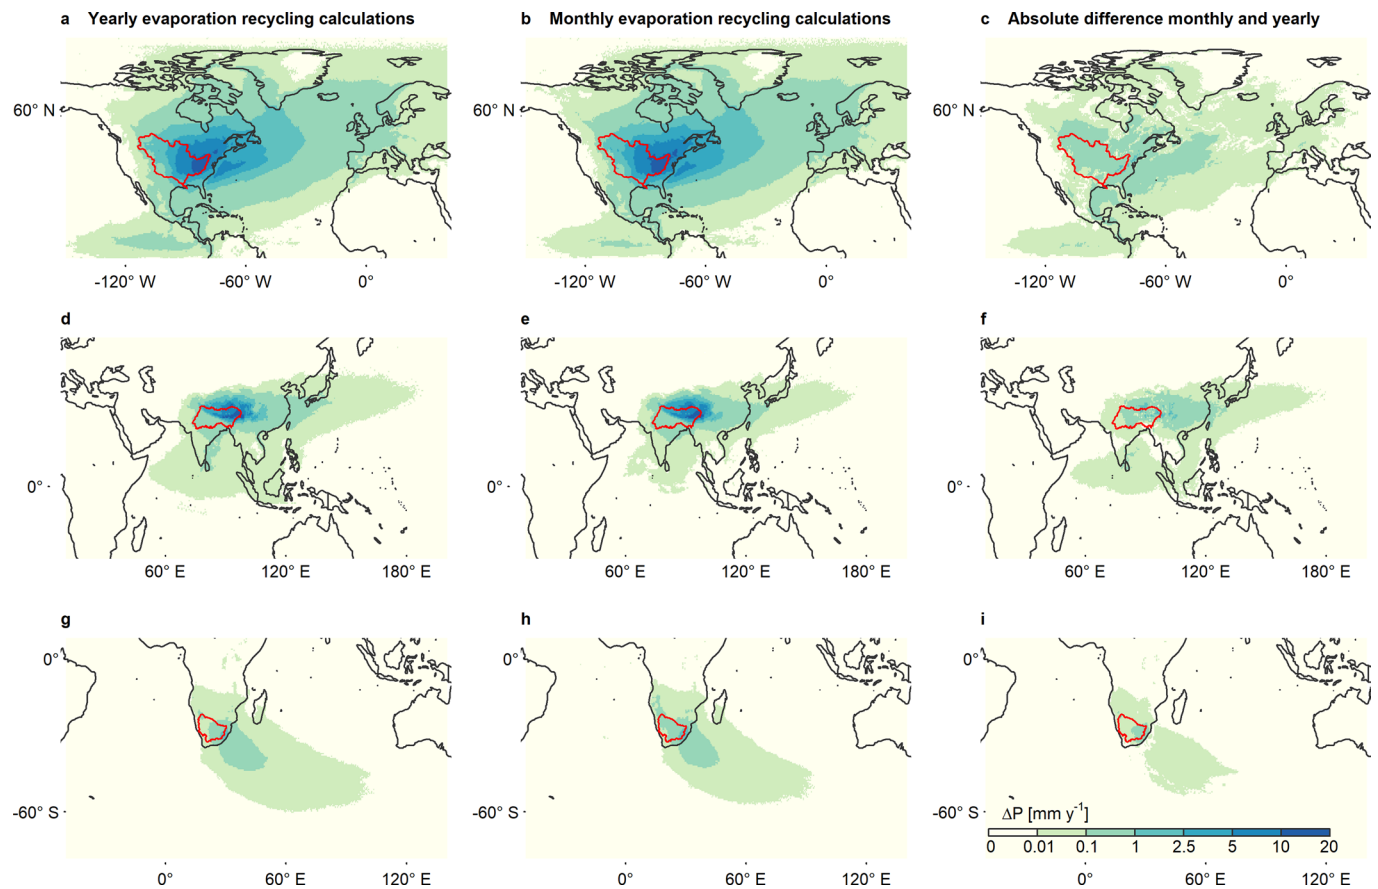 a Yearly evaporation recycling calculations
b Monthly evaporation recycling calculations
c Absolute difference monthly and yearly
60° N
-120° W -60° W 0°
-120° W -60° W 0°
-120° W -60° W 0°
d
e
f
0°
0°
0°
60° E 120° E 180° E
60° E 120° E 180° E
60° E 120° E 180° E
g
h
i
0°
-60° S
0°
-60° S
0°
-60° S
ΔP [mm y⁻¹]
0 0.01 0.1 1 2.5 5 10 20
0° 60° E 120° E
0° 60° E 120° E
0° 60° E 120° E